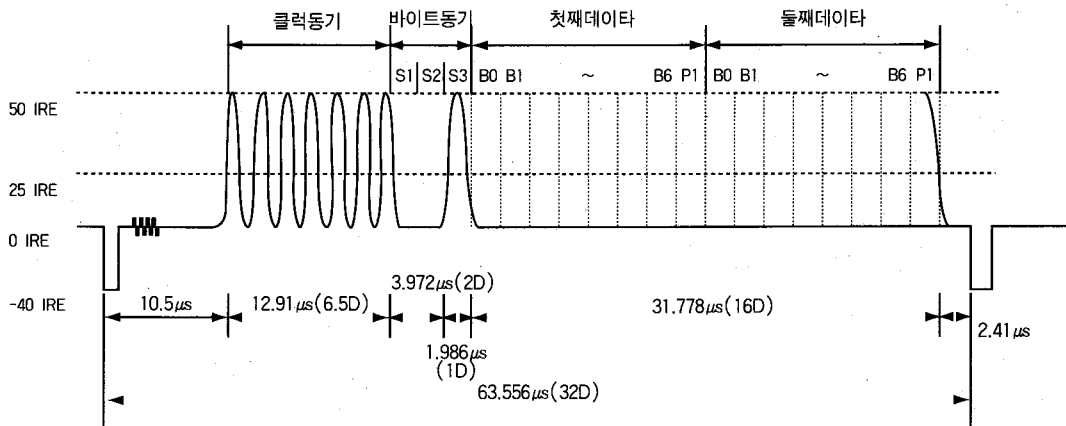 클럭동기 바이트동기 첫째데이타 둘째데이타
S1 S2 S3 B0 B1 ~ B6 P1 B0 B1 ~ B6 P1
50 IRE
25 IRE
0 IRE
-40 IRE
3.972μs(2D)
10.5μs 12.91μs(6.5D) 31.778μs(16D) 2.41μs
1.986μs
(1D)
63.556μs(32D)